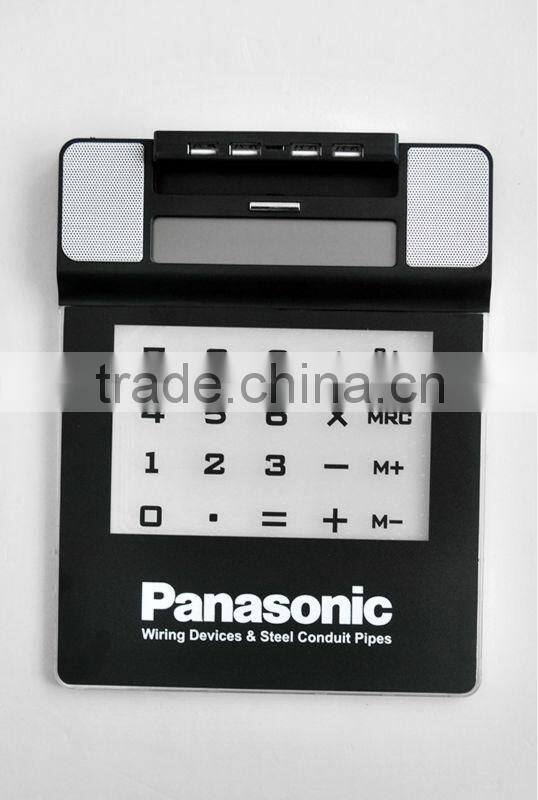 trade.china.cn
4 5 6 X MRC
1 2 3 − M+
0 . = + M−
Panasonic
Wiring Devices & Steel Conduit Pipes